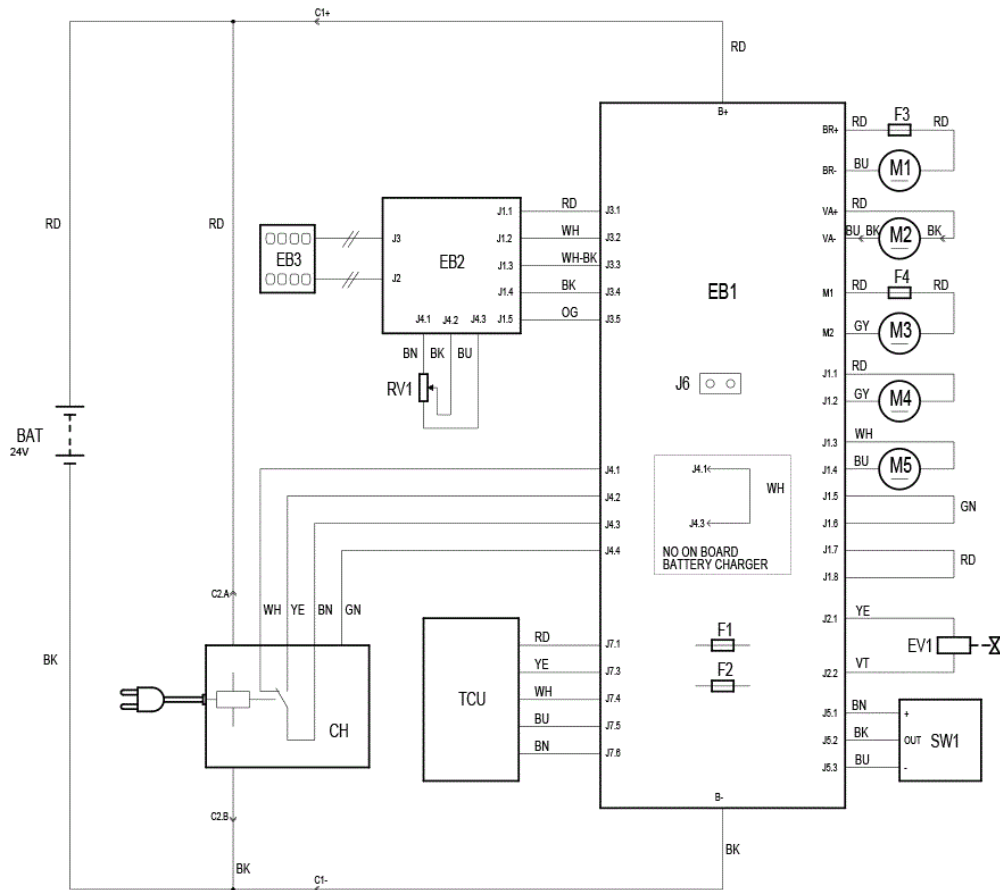 C1+
RD
B+
BR+ RD F3 RD
BR- BU M1
RD RD
VA+ RD
VA- BU BK M2 BK
EB3
J3 EB2 J1.1 RD J3.1
J1.2 WH J3.2
J2 J1.3 WH-BK J3.3
J1.4 BK J3.4
J4.1 J4.2 J4.3 J1.5 OG J3.5
EB1
M1 RD F4 RD
M2 GY M3
BN BK BU
RV1
J6
J1.1 RD
J1.2 GY M4
BAT
24V
J1.3 WH
J1.4 BU M5
J4.1
J4.2
J4.3
J4.4
J4.1
WH
J4.3
NO ON BOARD
BATTERY CHARGER
J1.5
GN
J1.6
J1.7
RD
J1.8
C2.A
WH YE BN GN
BK
CH
C2.B
BK
TCU
RD J7.1
YE J7.3
WH J7.4
BU J7.5
BN J7.6
F1
F2
J2.1 YE
EV1
J2.2 VT
J5.1 BN +
J5.2 BK OUT SW1
J5.3 BU -
B-
BK
C1-